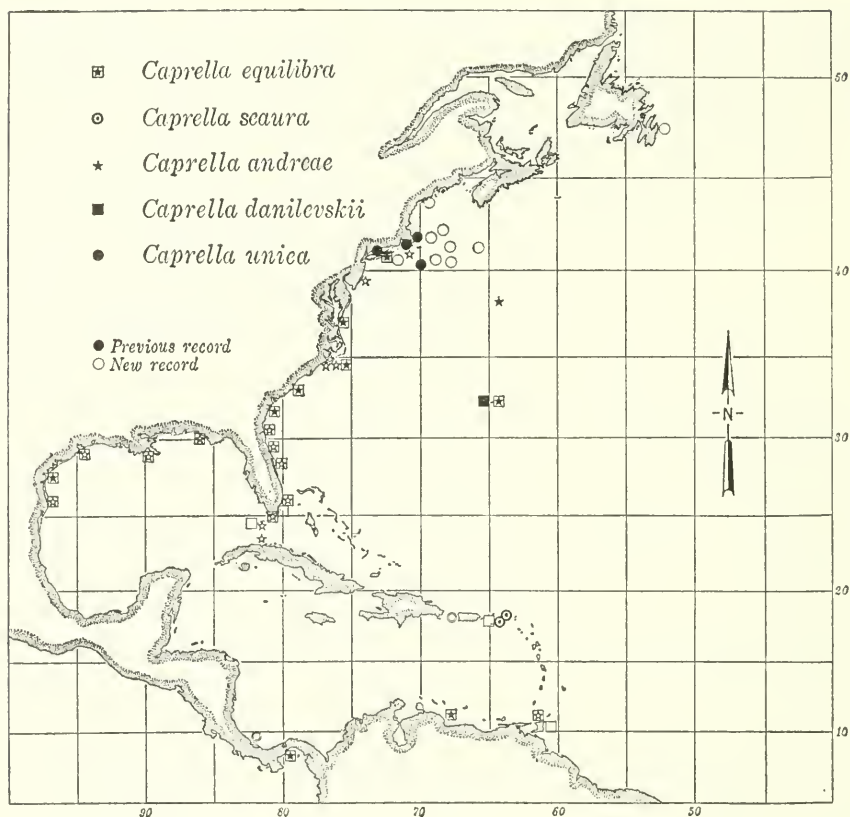 Caprella equilibra
Caprella scaura
Caprella andreae
Caprella danilevskii
Caprella unica
Previous record
New record
50
40
-N-
30
20
10
90
80
70
60
50